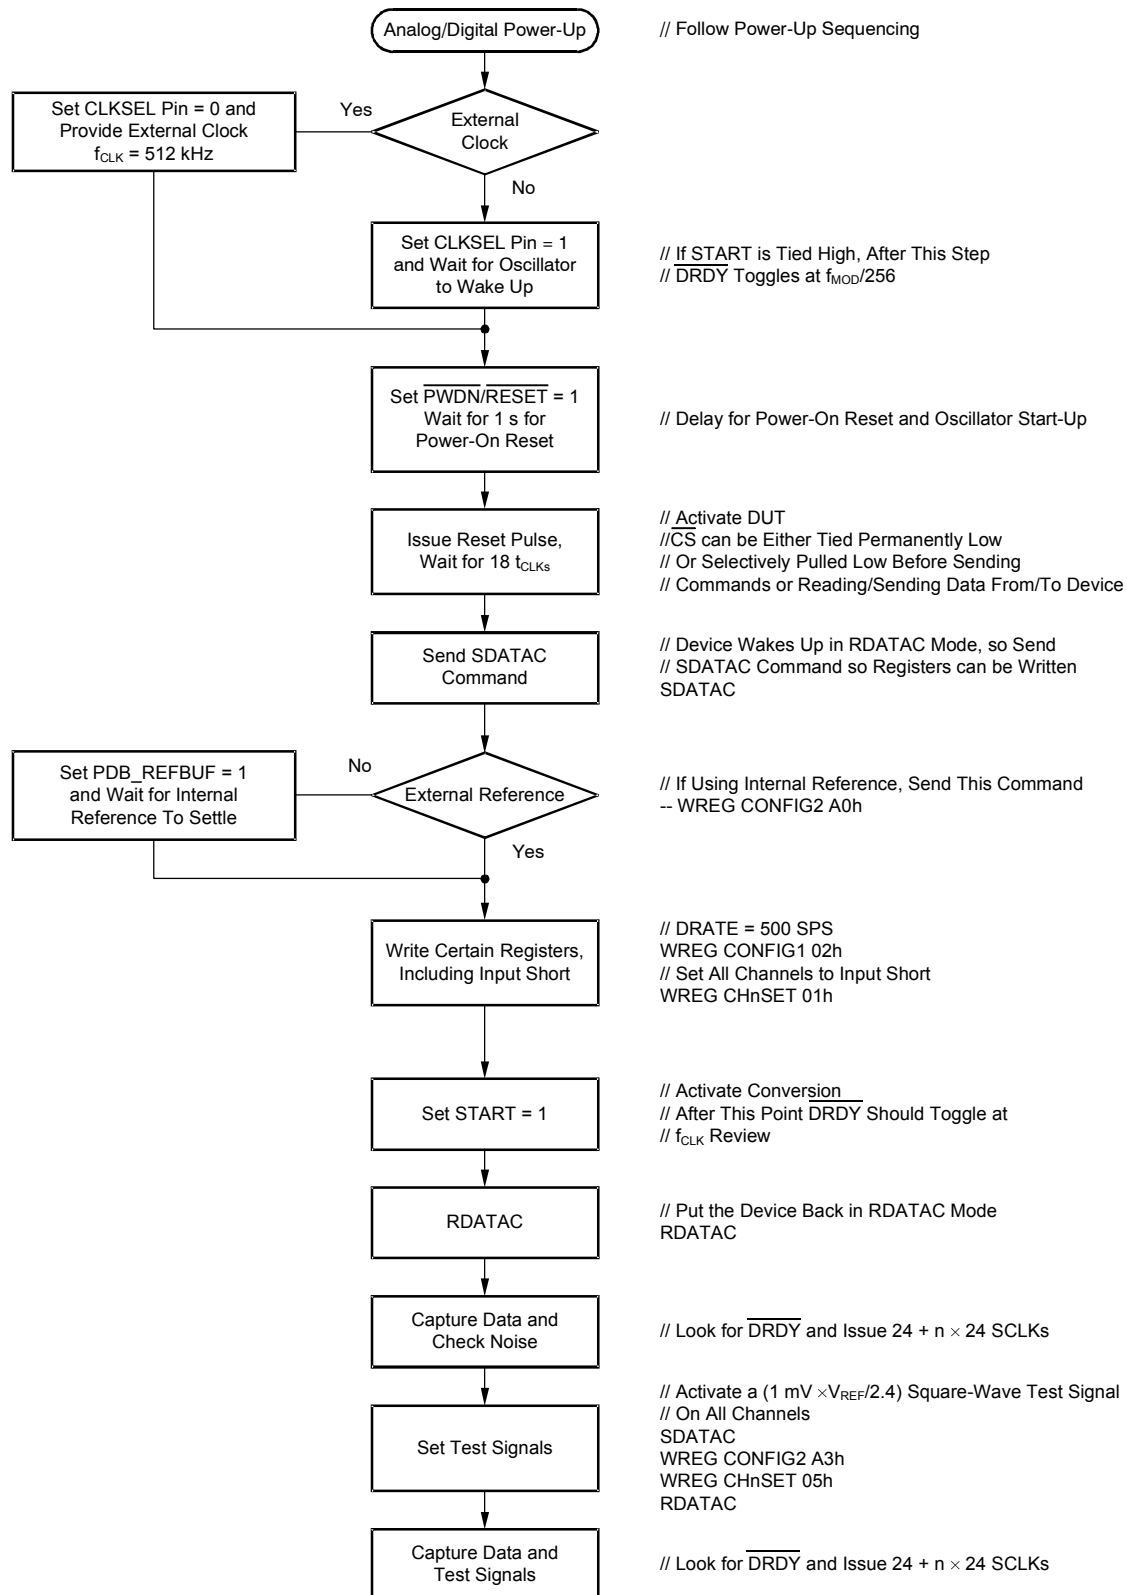 Analog/Digital Power-Up
// Follow Power-Up Sequencing
Set CLKSEL Pin = 0 and
Provide External Clock
fCLK = 512 kHz
Yes
External
Clock
No
Set CLKSEL Pin = 1
and Wait for Oscillator
to Wake Up
// If START is Tied High, After This Step
// D̅R̅D̅Y̅ Toggles at fMOD/256
Set P̅W̅D̅N̅/R̅E̅S̅E̅T̅ = 1
Wait for 1 s for
Power-On Reset
// Delay for Power-On Reset and Oscillator Start-Up
Issue Reset Pulse,
Wait for 18 tCLKs
// Activate DUT
//C̅S̅ can be Either Tied Permanently Low
// Or Selectively Pulled Low Before Sending
// Commands or Reading/Sending Data From/To Device
Send SDATAC
Command
// Device Wakes Up in RDATAC Mode, so Send
// SDATAC Command so Registers can be Written
SDATAC
Set PDB_REFBUF = 1
and Wait for Internal
Reference To Settle
No
External Reference
Yes
// If Using Internal Reference, Send This Command
-- WREG CONFIG2 A0h
Write Certain Registers,
Including Input Short
// DRATE = 500 SPS
WREG CONFIG1 02h
// Set All Channels to Input Short
WREG CHnSET 01h
Set START = 1
// Activate Conversion
// After This Point D̅R̅D̅Y̅ Should Toggle at
// fCLK Review
RDATAC
// Put the Device Back in RDATAC Mode
RDATAC
Capture Data and
Check Noise
// Look for D̅R̅D̅Y̅ and Issue 24 + n × 24 SCLKs
Set Test Signals
// Activate a (1 mV ×VREF/2.4) Square-Wave Test Signal
// On All Channels
SDATAC
WREG CONFIG2 A3h
WREG CHnSET 05h
RDATAC
Capture Data and
Test Signals
// Look for D̅R̅D̅Y̅ and Issue 24 + n × 24 SCLKs